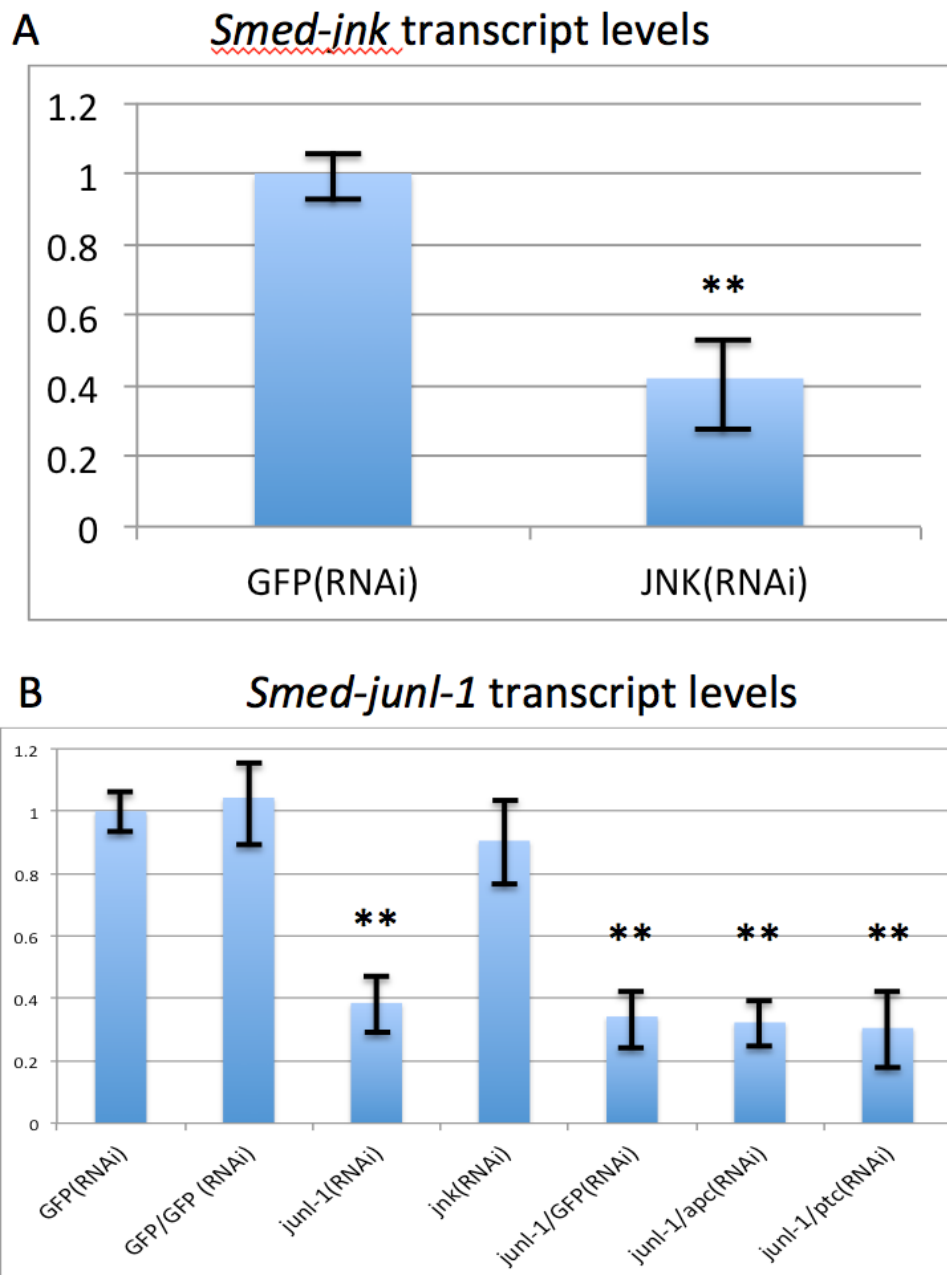 A
Smed-jnk transcript levels
1.2
1
0.8
**
0.6
0.4
0.2
0
GFP(RNAi) JNK(RNAi)
B
Smed-junl-1 transcript levels
1.2
1
0.8
0.6
** ** ** **
0.4
0.2
0
GFP(RNAi)
GFP/GFP (RNAi)
junl-1(RNAi)
jnk(RNAi)
junl-1/GFP(RNAi)
junl-1/apc(RNAi)
junl-1/ptc(RNAi)